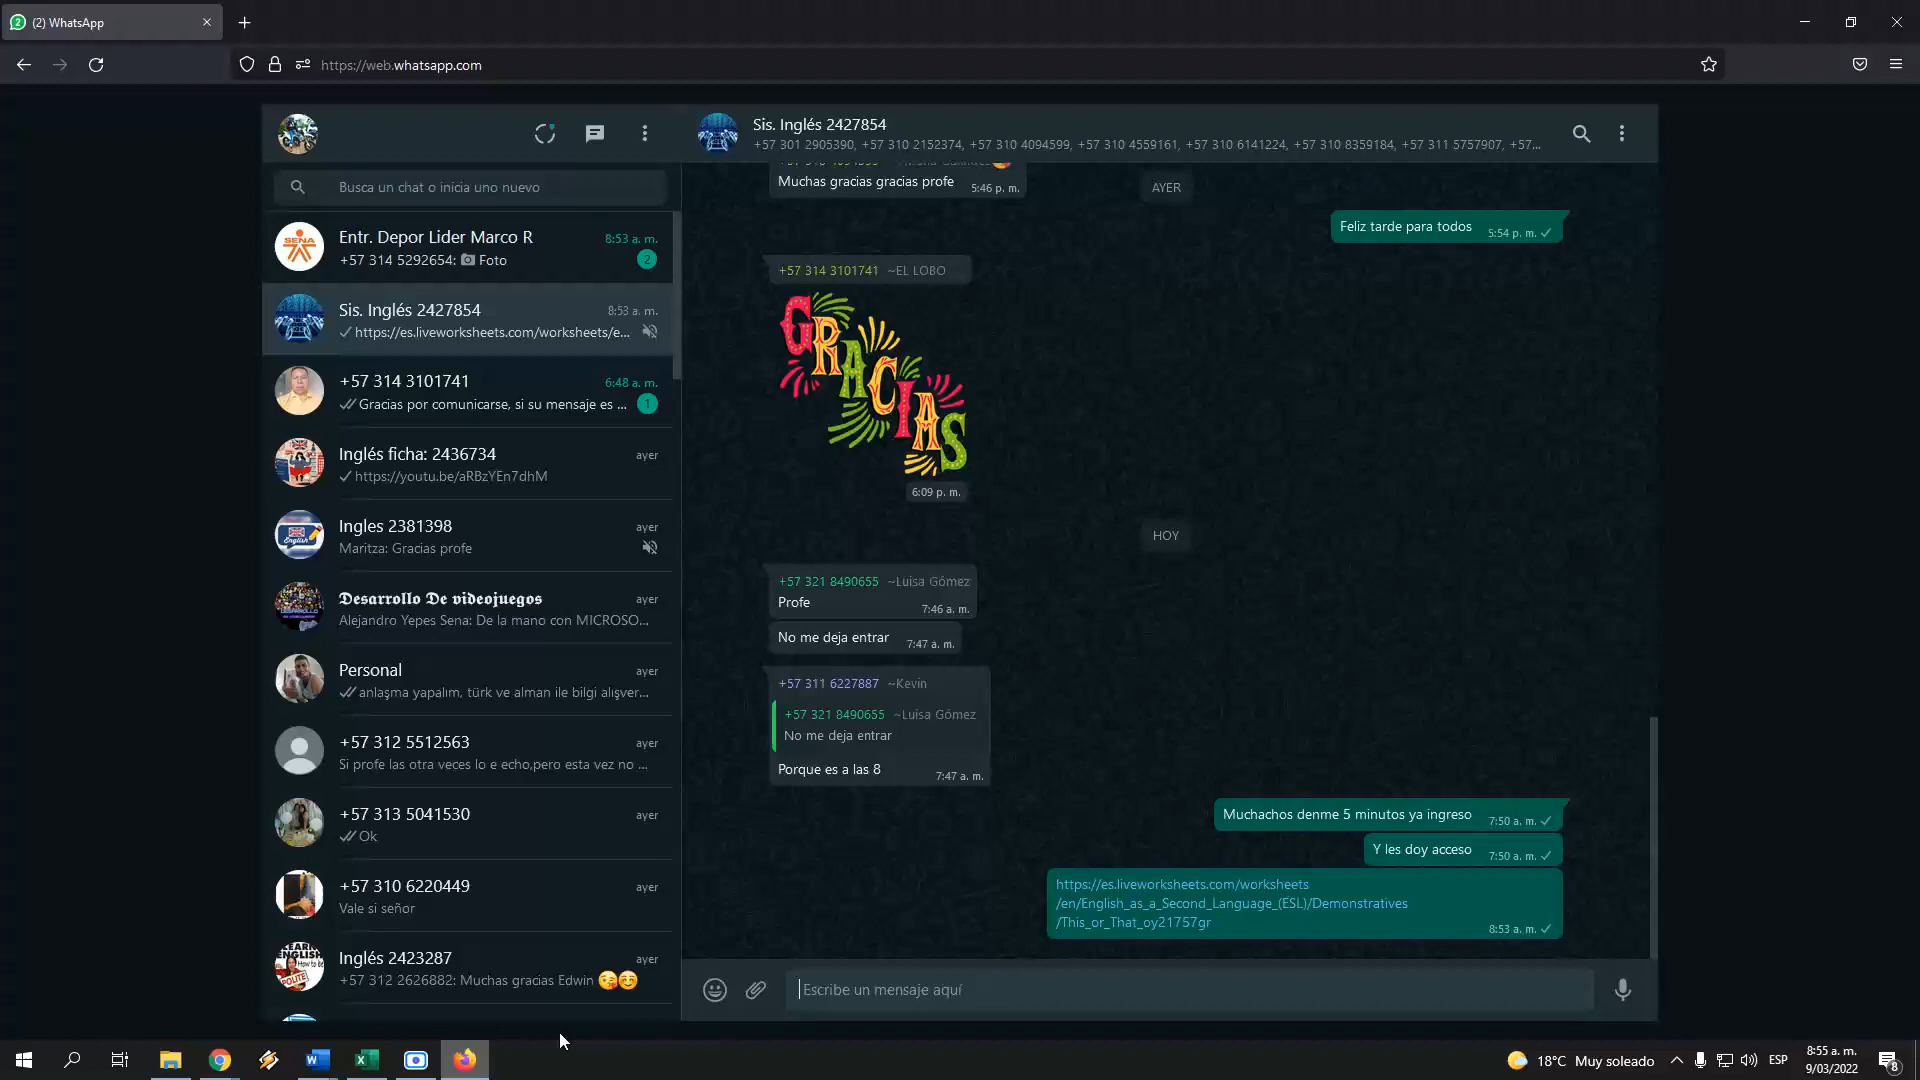 (2) WhatsApp
https://web.whatsapp.com
Sis. Inglés 2427854
+57 301 2905390, +57 310 2152374, +57 310 4094599, +57 310 4559161, +57 310 6141224, +57 310 8359184, +57 311 5757907, +57...
Busca un chat o inicia uno nuevo
Entr. Depor Lider Marco R
8:53 a. m.
+57 314 5292654: Foto
2
SENA
Sis. Inglés 2427854
8:53 a. m.
https://es.liveworksheets.com/worksheets/e...
+57 314 3101741
6:48 a. m.
Gracias por comunicarse, si su mensaje es ...
1
Inglés ficha: 2436734
ayer
https://youtu.be/aRBzYEn7dhM
Ingles 2381398
ayer
Maritza: Gracias profe
English
𝕯𝖊𝖘𝖆𝖗𝖗𝖔𝖑𝖑𝖔 𝕯𝖊 𝖛𝖎𝖉𝖊𝖔𝖏𝖚𝖊𝖌𝖔𝖘
ayer
Alejandro Yepes Sena: De la mano con MICROSO...
Personal
ayer
anlaşma yapalım, türk ve alman ile bilgi alışver...
+57 312 5512563
ayer
Si profe las otra veces lo e echo,pero esta vez no ...
+57 313 5041530
ayer
Ok
+57 310 6220449
ayer
Vale si señor
Inglés 2423287
ayer
+57 312 2626882: Muchas gracias Edwin 😘☺️
Muchas gracias gracias profe
5:46 p. m.
AYER
Feliz tarde para todos
5:54 p. m.
+57 314 3101741 ~EL LOBO
GRACIAS
6:09 p. m.
HOY
+57 321 8490655 ~Luisa Gómez
Profe
7:46 a. m.
No me deja entrar
7:47 a. m.
+57 311 6227887 ~Kevin
+57 321 8490655 ~Luisa Gómez
No me deja entrar
Porque es a las 8
7:47 a. m.
Muchachos denme 5 minutos ya ingreso
7:50 a. m.
Y les doy acceso
7:50 a. m.
https://es.liveworksheets.com/worksheets
/en/English_as_a_Second_Language_(ESL)/Demonstratives
/This_or_That_oy21757gr
8:53 a. m.
Escribe un mensaje aquí
18°C Muy soleado
ESP
8:55 a. m.
9/03/2022
8